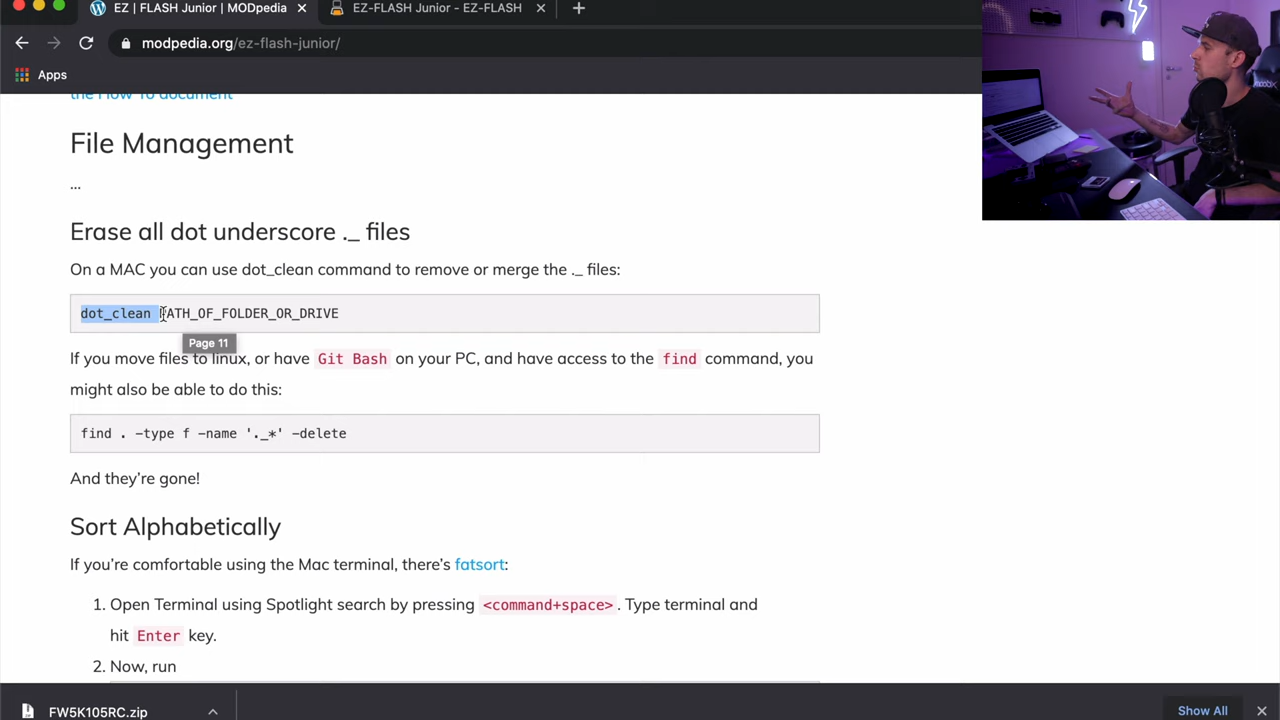 EZ | FLASH Junior | MODpedia
EZ-FLASH Junior - EZ-FLASH
modpedia.org/ez-flash-junior/
Apps
the How To document
File Management
...
Erase all dot underscore ._ files
On a MAC you can use dot_clean command to remove or merge the ._ files:
dot_clean PATH_OF_FOLDER_OR_DRIVE
Page 11
If you move files to linux, or have Git Bash on your PC, and have access to the find command, you
might also be able to do this:
find . -type f -name '._*' -delete
And they're gone!
Sort Alphabetically
If you're comfortable using the Mac terminal, there's fatsort:
1. Open Terminal using Spotlight search by pressing <command+space>. Type terminal and
hit Enter key.
2. Now, run
FW5K105RC.zip
Show All